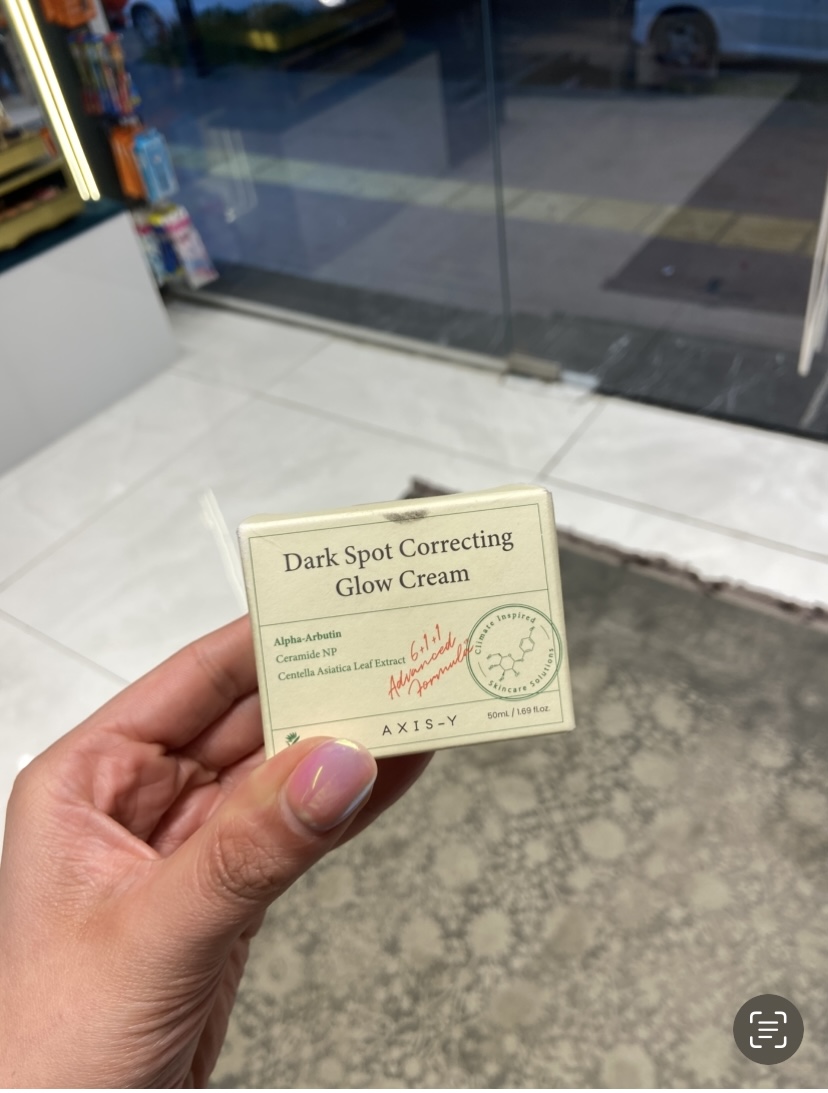 Dark Spot Correcting
Glow Cream
Alpha-Arbutin
Ceramide NP
Centella Asiatica Leaf Extract
6+1+1
Advanced
Formula
Climate Inspired
Skincare Solutions
AXIS-Y
50mL / 1.69 fl.oz.